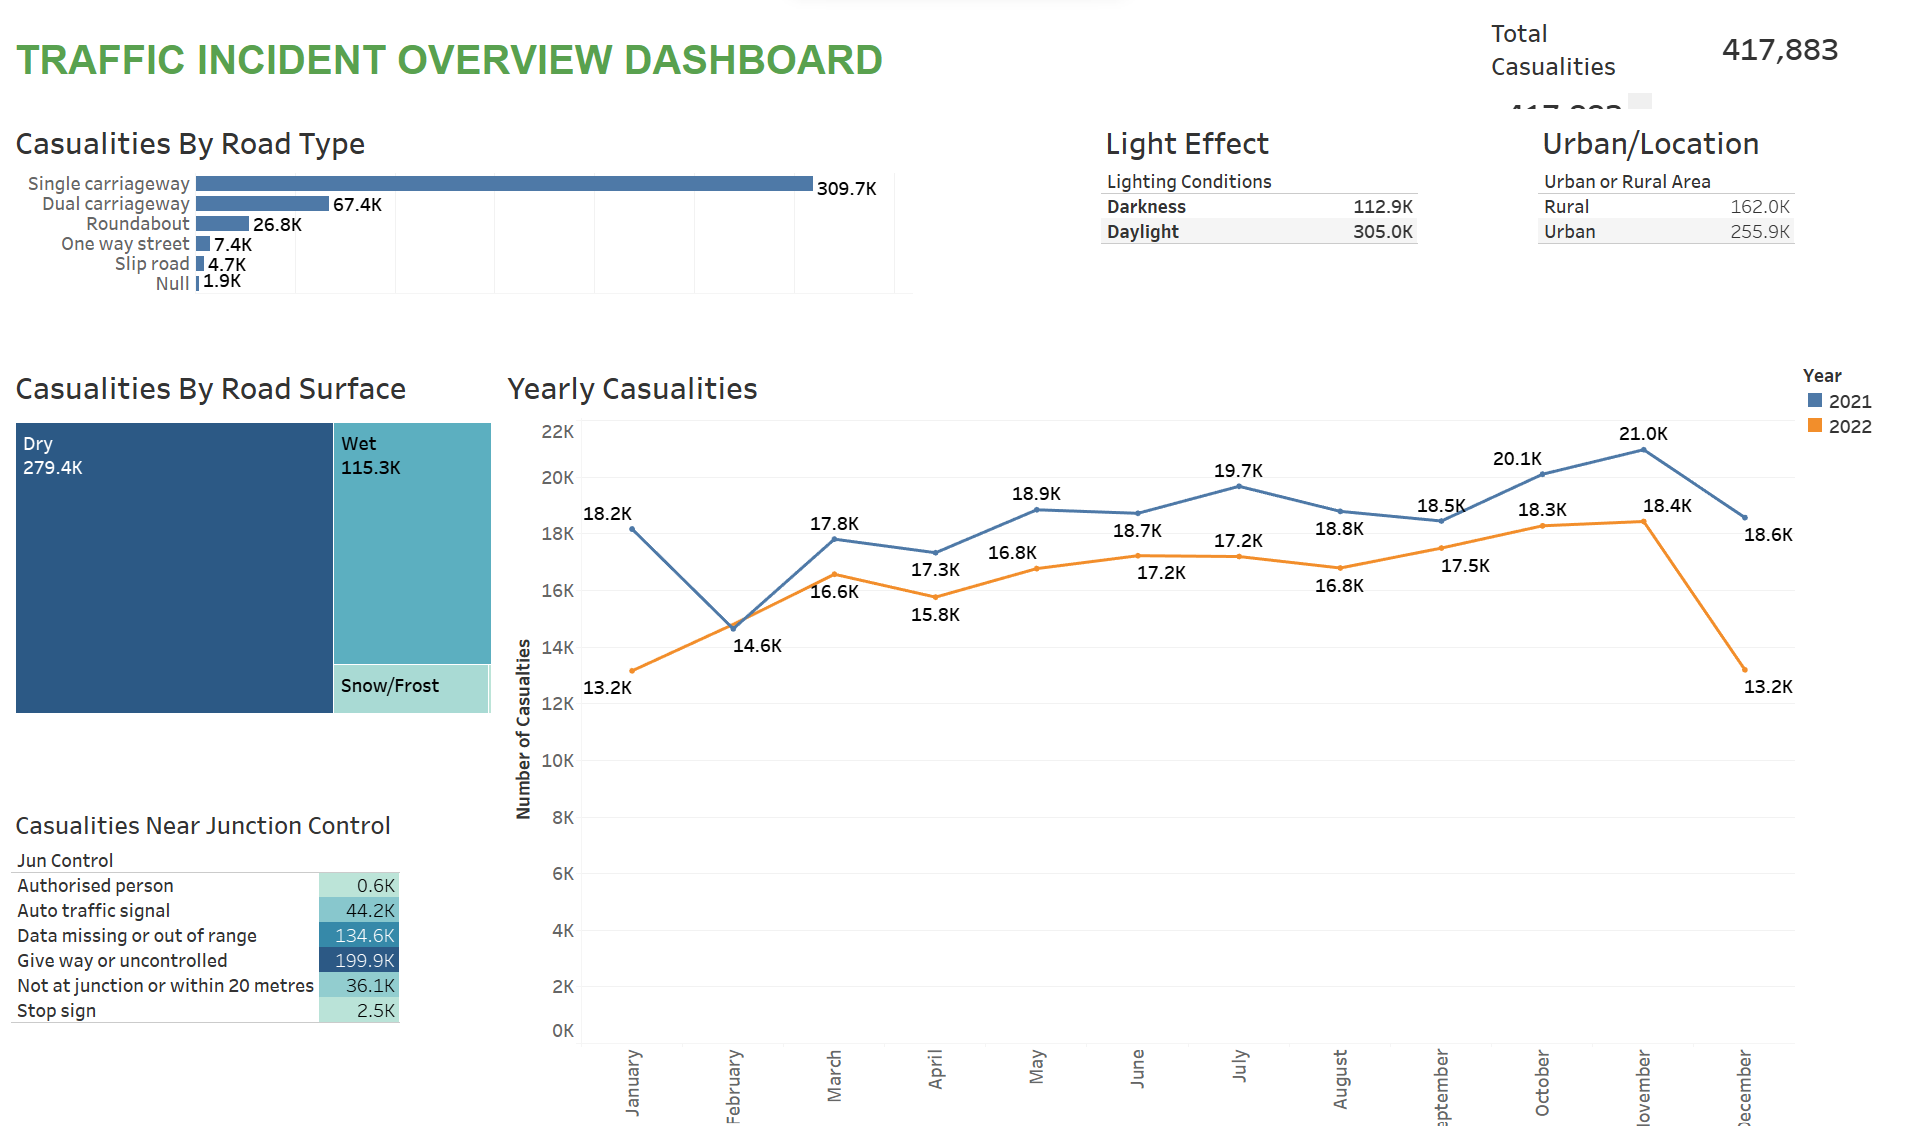 TRAFFIC INCIDENT OVERVIEW DASHBOARD
Total
Casualities
417,883
Casualities By Road Type
Single carriageway 309.7K
Dual carriageway 67.4K
Roundabout 26.8K
One way street 7.4K
Slip road 4.7K
Null 1.9K
Light Effect
Lighting Conditions
Darkness 112.9K
Daylight 305.0K
Urban/Location
Urban or Rural Area
Rural 162.0K
Urban 255.9K
Casualities By Road Surface
Dry
279.4K
Wet
115.3K
Snow/Frost
Yearly Casualities
Year
2021
2022
Number of Casualties
22K
20K
18K
16K
14K
12K
10K
8K
6K
4K
2K
0K
18.2K
14.6K
17.8K
17.3K
18.9K
18.7K
19.7K
18.8K
18.5K
20.1K
21.0K
18.6K
13.2K
16.6K
15.8K
16.8K
17.2K
17.2K
16.8K
17.5K
18.3K
18.4K
13.2K
January
February
March
April
May
June
July
August
eptember
October
lovember
ecember
Casualities Near Junction Control
Jun Control
Authorised person 0.6K
Auto traffic signal 44.2K
Data missing or out of range 134.6K
Give way or uncontrolled 199.9K
Not at junction or within 20 metres 36.1K
Stop sign 2.5K